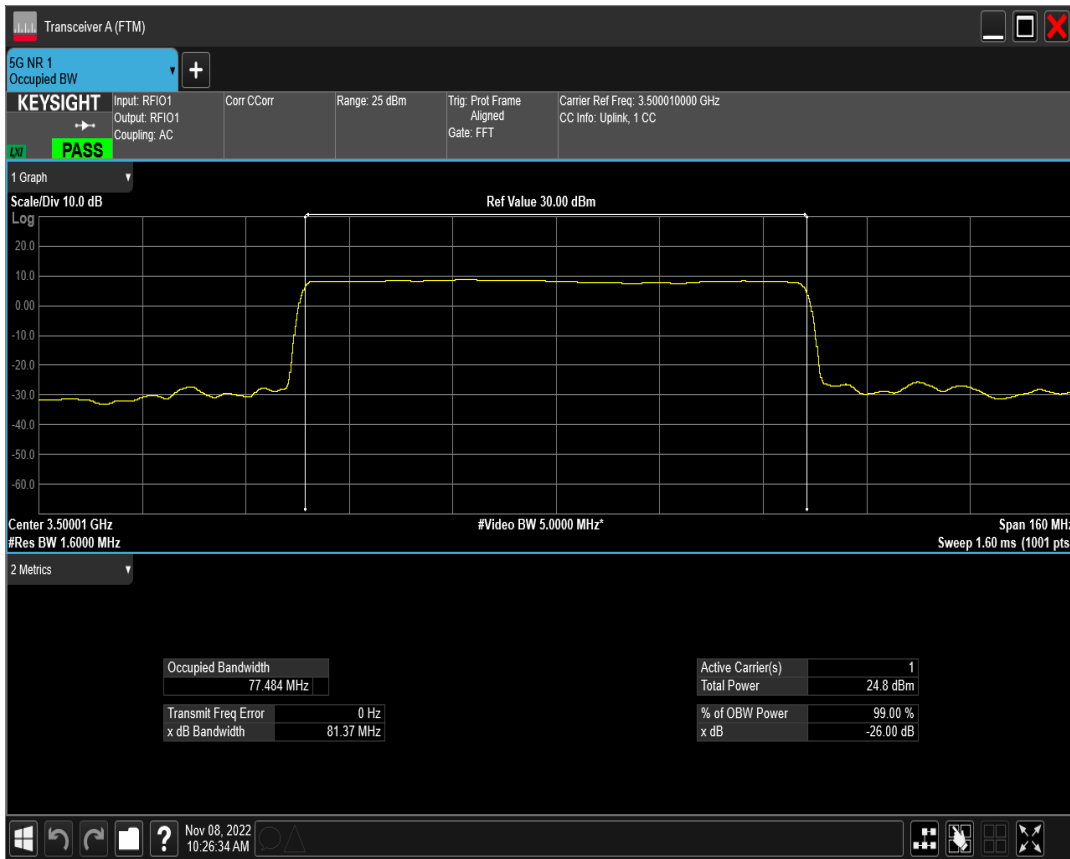 Transceiver A (FTM)
5G NR 1
Occupied BW
+
KEYSIGHT
LXI
PASS
Input: RFIO1
Output: RFIO1
Coupling: AC
Corr CCorr
Range: 25 dBm
Trig: Prot Frame
Aligned
Gate: FFT
Carrier Ref Freq: 3.500010000 GHz
CC Info: Uplink, 1 CC
1 Graph
Scale/Div 10.0 dB
Ref Value 30.00 dBm
Log
20.0
10.0
0.00
-10.0
-20.0
-30.0
-40.0
-50.0
-60.0
Center 3.50001 GHz
#Video BW 5.0000 MHz*
Span 160 MHz
#Res BW 1.6000 MHz
Sweep 1.60 ms (1001 pts
2 Metrics
Occupied Bandwidth
77.484 MHz
Transmit Freq Error 0 Hz
x dB Bandwidth 81.37 MHz
Active Carrier(s) 1
Total Power 24.8 dBm
% of OBW Power 99.00 %
x dB -26.00 dB
?
Nov 08, 2022
10:26:34 AM